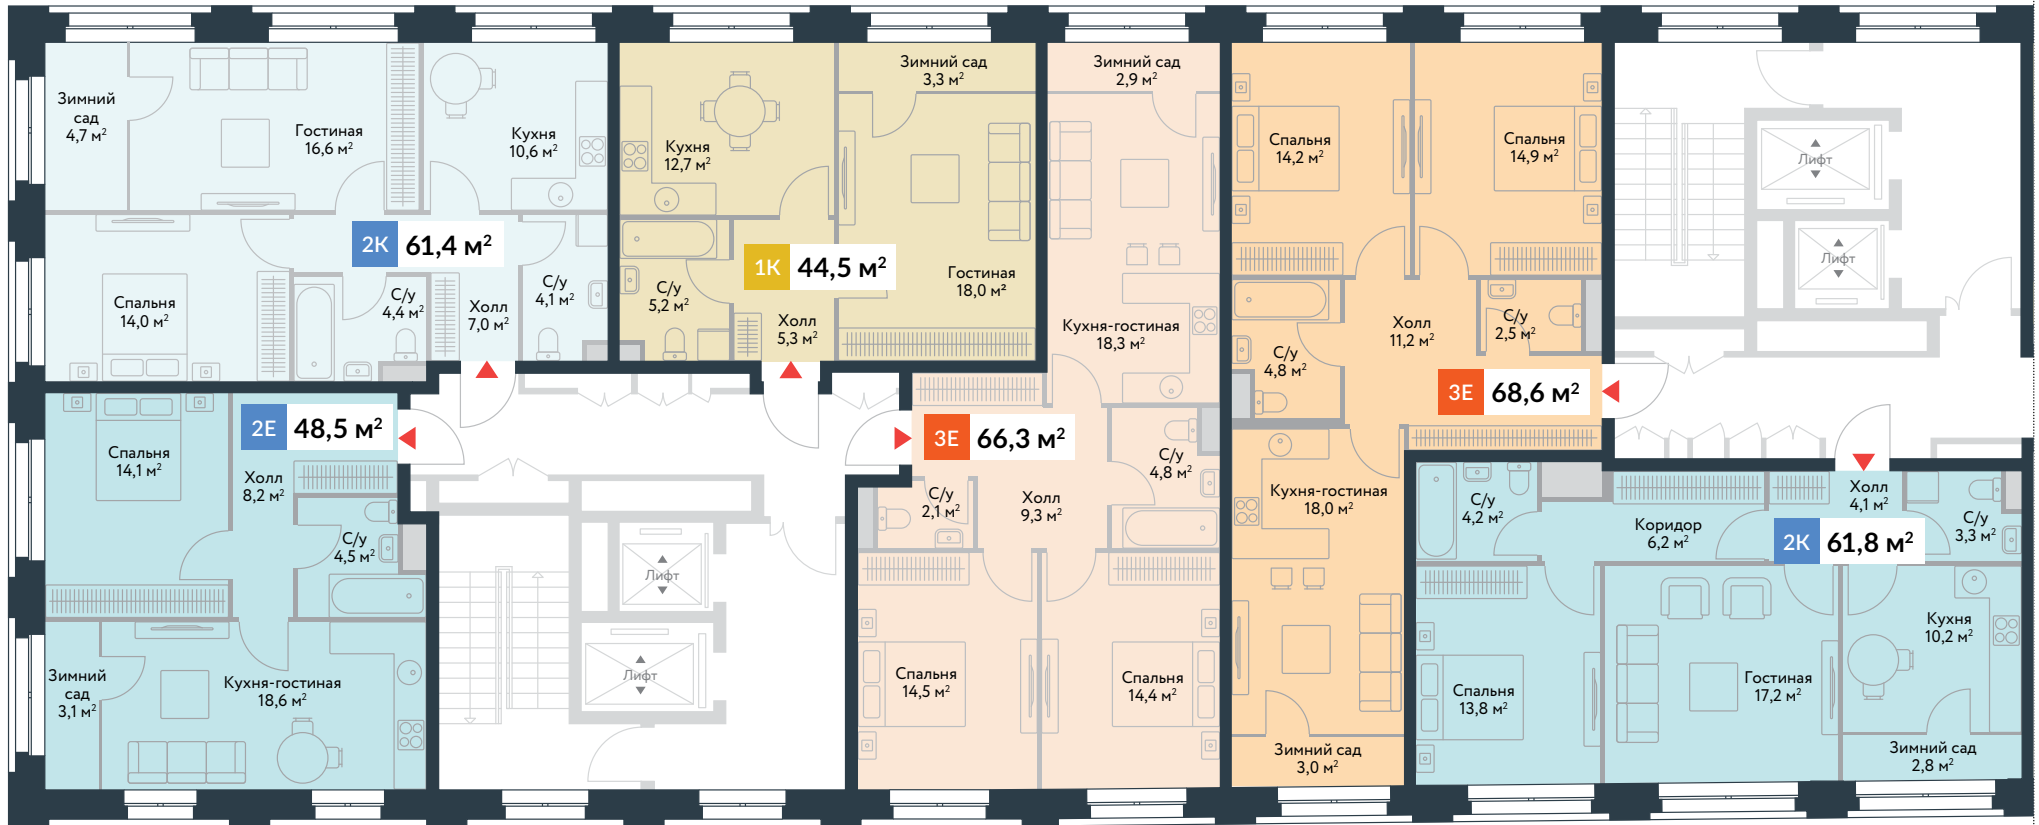 Зимний
сад
4,7 м²
Гостиная
16,6 м²
Кухня
10,6 м²
2К 61,4 м²
Спальня
14,0 м²
С/у
4,4 м²
Холл
7,0 м²
С/у
4,1 м²
Кухня
12,7 м²
Зимний сад
3,3 м²
1К 44,5 м²
С/у
5,2 м²
Холл
5,3 м²
Гостиная
18,0 м²
Зимний сад
2,9 м²
Кухня-гостиная
18,3 м²
3Е 66,3 м²
С/у
4,8 м²
С/у
2,1 м²
Холл
9,3 м²
Спальня
14,5 м²
Спальня
14,4 м²
Спальня
14,2 м²
Спальня
14,9 м²
Холл
11,2 м²
С/у
2,5 м²
С/у
4,8 м²
3Е 68,6 м²
Кухня-гостиная
18,0 м²
Зимний сад
3,0 м²
Лифт
Лифт
2Е 48,5 м²
Спальня
14,1 м²
Холл
8,2 м²
С/у
4,5 м²
Зимний
сад
3,1 м²
Кухня-гостиная
18,6 м²
Лифт
Лифт
С/у
4,2 м²
Коридор
6,2 м²
Холл
4,1 м²
С/у
3,3 м²
2К 61,8 м²
Спальня
13,8 м²
Гостиная
17,2 м²
Кухня
10,2 м²
Зимний сад
2,8 м²